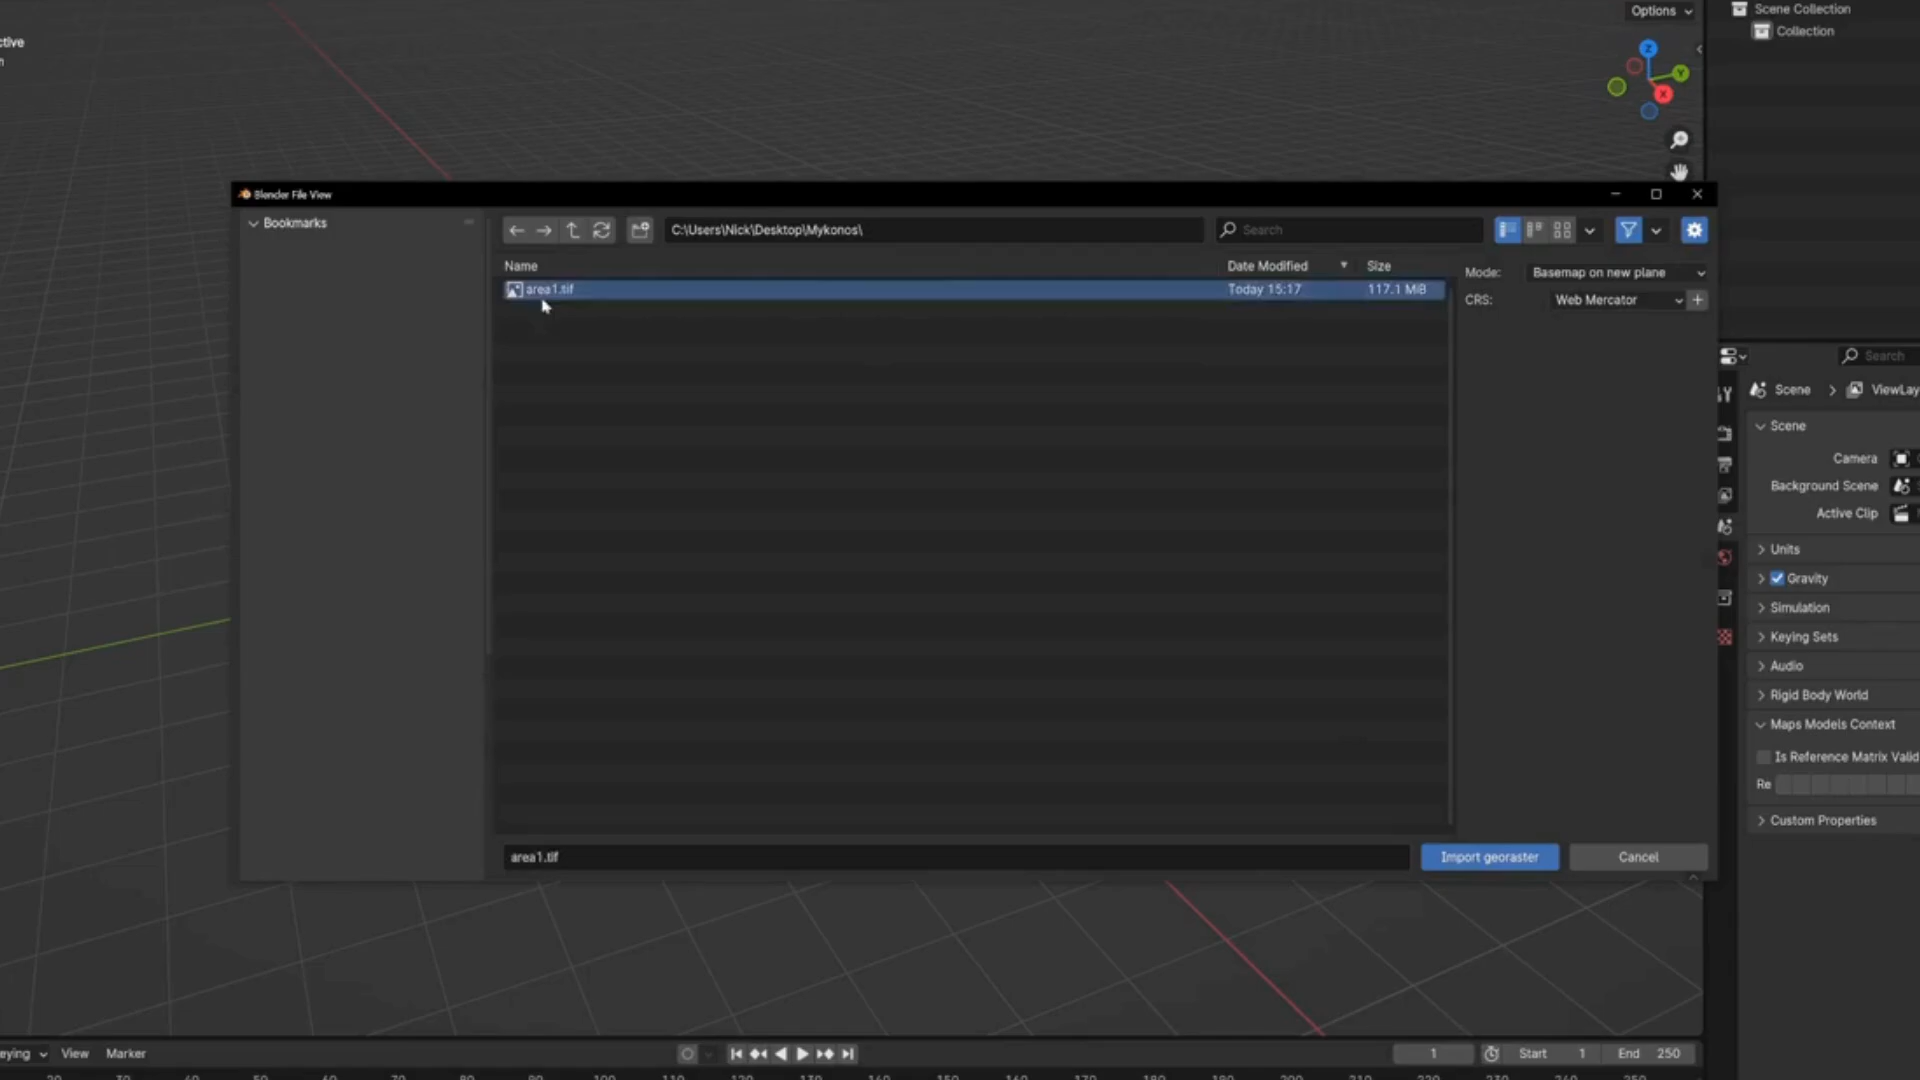 Options
Scene Collection
Collection
ctive
Z
Y
X
Blender File View
Bookmarks
C:\Users\Nick\Desktop\Mykonos\
Search
Name
Date Modified
Size
area1.tif
Today 15:17
117.1 MiB
Mode:
Basemap on new plane
CRS:
Web Mercator
Search
Scene
ViewLay
Scene
Camera
Background Scene
Active Clip
Units
Gravity
Simulation
Keying Sets
Audio
Rigid Body World
Maps Models Context
Is Reference Matrix Valid
Re
Custom Properties
area1.tif
Import georaster
Cancel
eying
View
Marker
1
Start 1
End 250